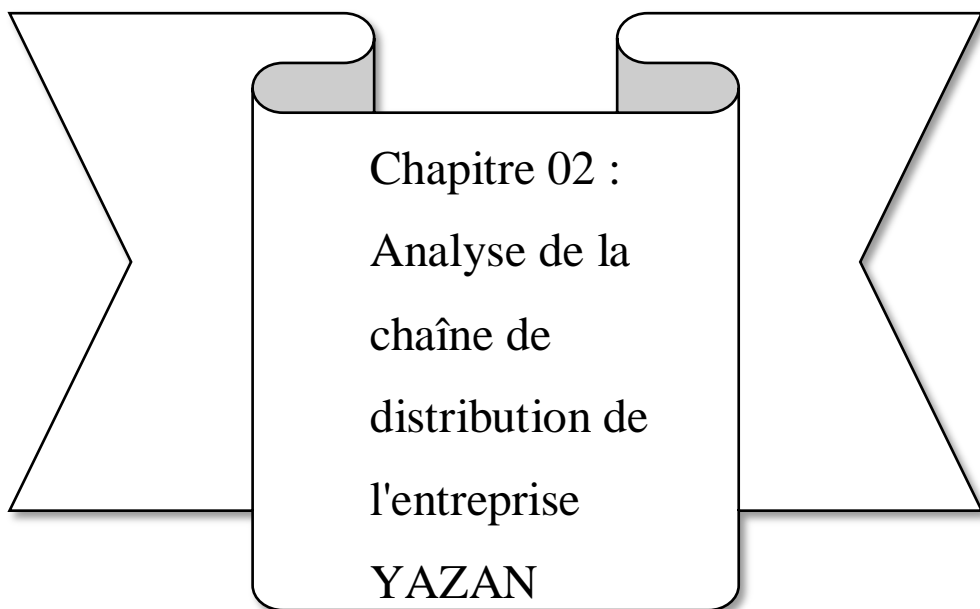 Chapitre 02 :
Analyse de la
chaîne de
distribution de
l'entreprise
YAZAN